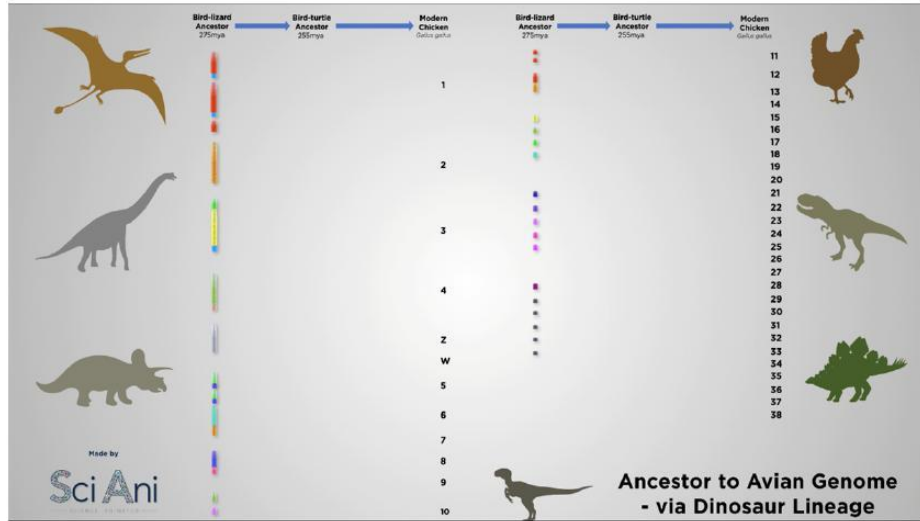 Bird-lizard
Ancestor
275mya
Bird-turtle
Ancestor
255mya
Modern
Chicken
Gallus gallus
1
2
3
4
Z
W
5
6
7
8
9
10
Bird-lizard
Ancestor
275mya
Bird-turtle
Ancestor
255mya
Modern
Chicken
Gallus gallus
11
12
13
14
15
16
17
18
19
20
21
22
23
24
25
26
27
28
29
30
31
32
33
34
35
36
37
38
Made by
Sci Ani
Ancestor to Avian Genome
- via Dinosaur Lineage